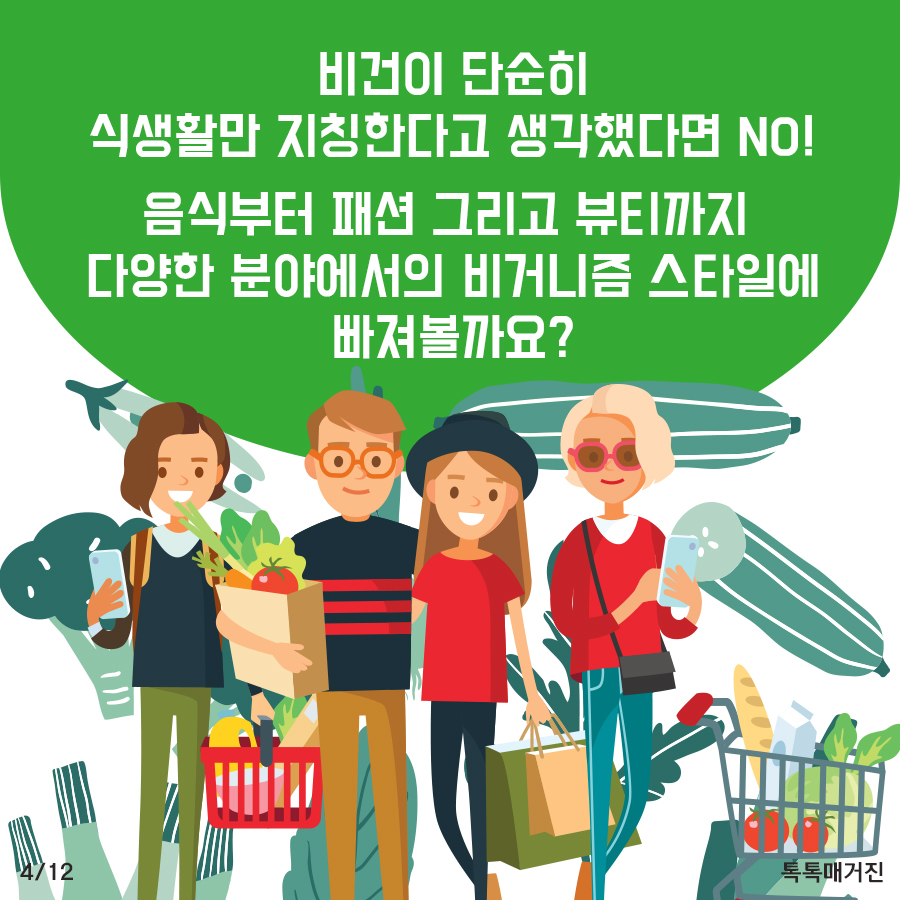 비건이 단순히
식생활만 지칭한다고 생각했다면 NO!
음식부터 패션 그리고 뷰티까지
다양한 분야에서의 비거니즘 스타일에
빠져볼까요?
4/12
톡톡매거진